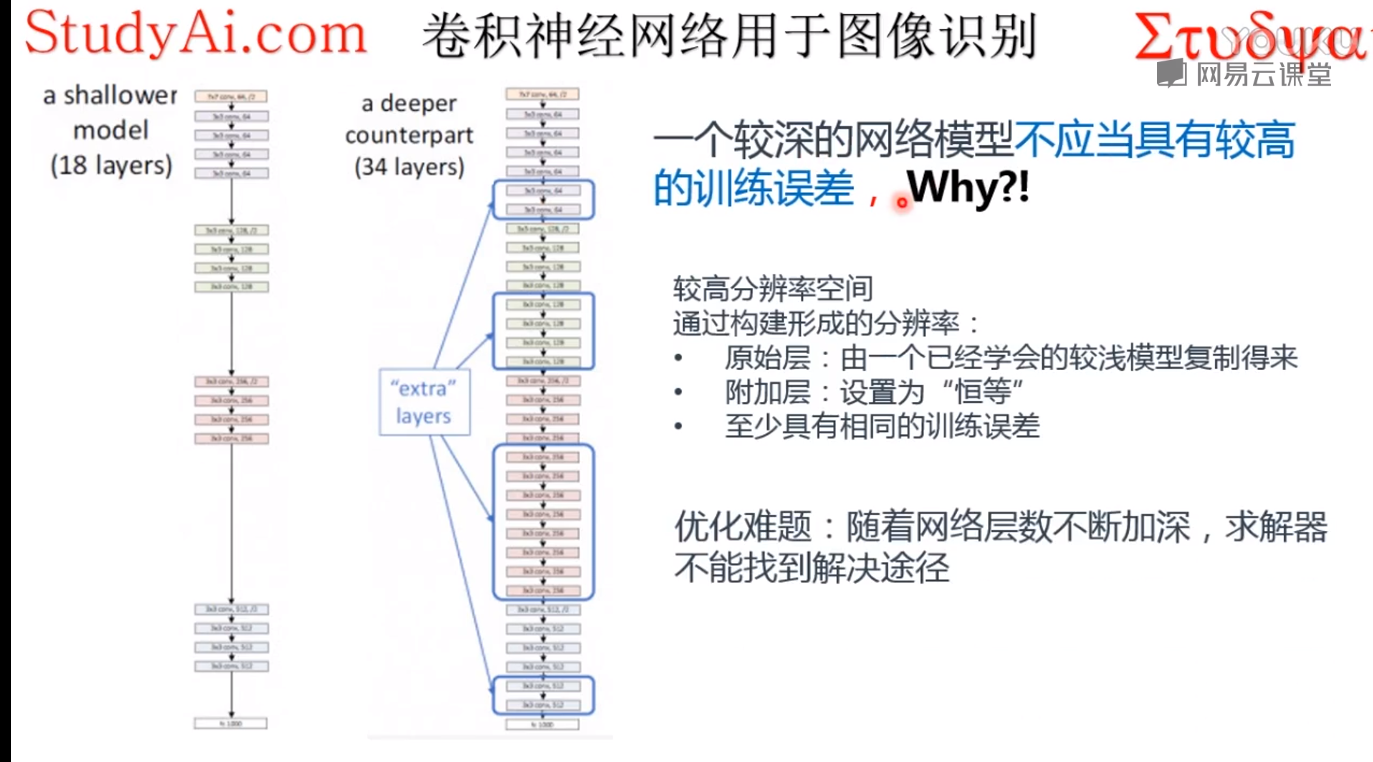 StudyAi.com
卷积神经网络用于图像识别
Στυdψα
YOUKU
网易云课堂
a shallower
model
(18 layers)
7x7 conv, 64, /2
3x3 conv, 64
3x3 conv, 64
3x3 conv, 64
3x3 conv, 64
3x3 conv, 128, /2
3x3 conv, 128
3x3 conv, 128
3x3 conv, 128
3x3 conv, 256, /2
3x3 conv, 256
3x3 conv, 256
3x3 conv, 256
3x3 conv, 512, /2
3x3 conv, 512
3x3 conv, 512
3x3 conv, 512
fc 1000
a deeper
counterpart
(34 layers)
7x7 conv, 64, /2
3x3 conv, 64
3x3 conv, 64
3x3 conv, 64
3x3 conv, 64
3x3 conv, 64
3x3 conv, 64
3x3 conv, 128, /2
3x3 conv, 128
3x3 conv, 128
3x3 conv, 128
3x3 conv, 128
3x3 conv, 128
3x3 conv, 128
3x3 conv, 128
3x3 conv, 256, /2
3x3 conv, 256
3x3 conv, 256
3x3 conv, 256
3x3 conv, 256
3x3 conv, 256
3x3 conv, 256
3x3 conv, 256
3x3 conv, 256
3x3 conv, 256
3x3 conv, 256
3x3 conv, 256
3x3 conv, 512, /2
3x3 conv, 512
3x3 conv, 512
3x3 conv, 512
3x3 conv, 512
3x3 conv, 512
fc 1000
“extra”
layers
一个较深的网络模型不应当具有较高
的训练误差，Why?!
较高分辨率空间
通过构建形成的分辨率：
• 原始层：由一个已经学会的较浅模型复制得来
• 附加层：设置为“恒等”
• 至少具有相同的训练误差
优化难题：随着网络层数不断加深，求解器
不能找到解决途径